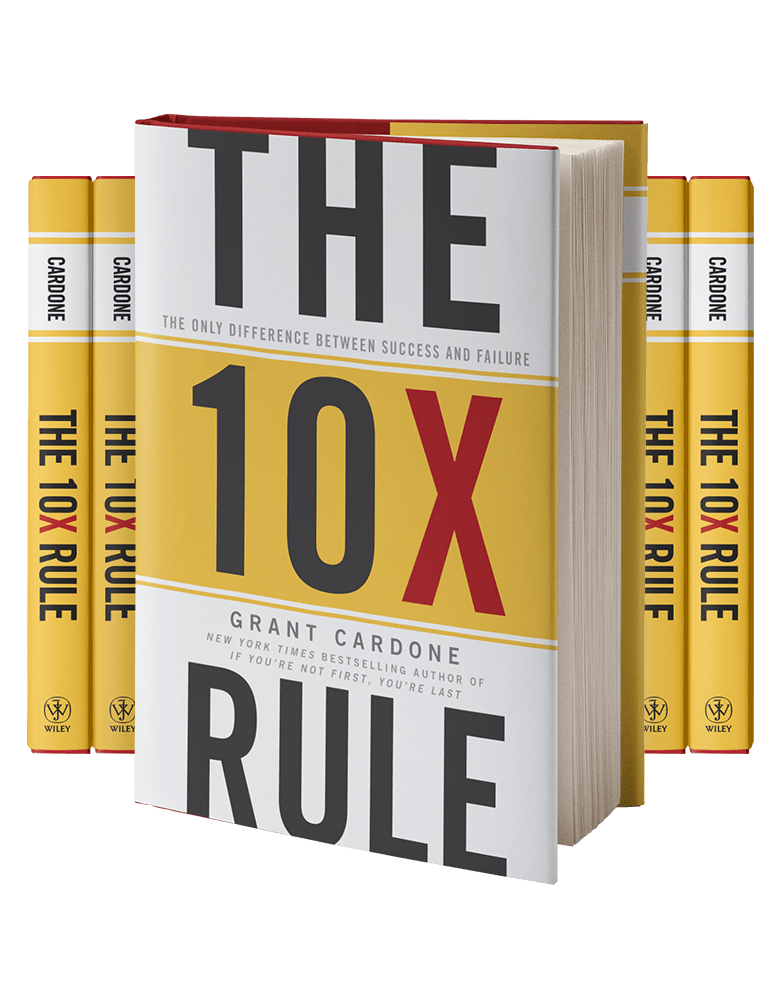 THE
THE ONLY DIFFERENCE BETWEEN SUCCESS AND FAILURE
10X
GRANT CARDONE
NEW YORK TIMES BESTSELLING AUTHOR OF
IF YOU'RE NOT FIRST, YOU'RE LAST
RULE
CARDONE
THE 10X RULE
WILEY
CARDONE
THE 10X RULE
WILEY
CARDONE
THE 10X RULE
WILEY
CARDONE
THE 10X RULE
WILEY